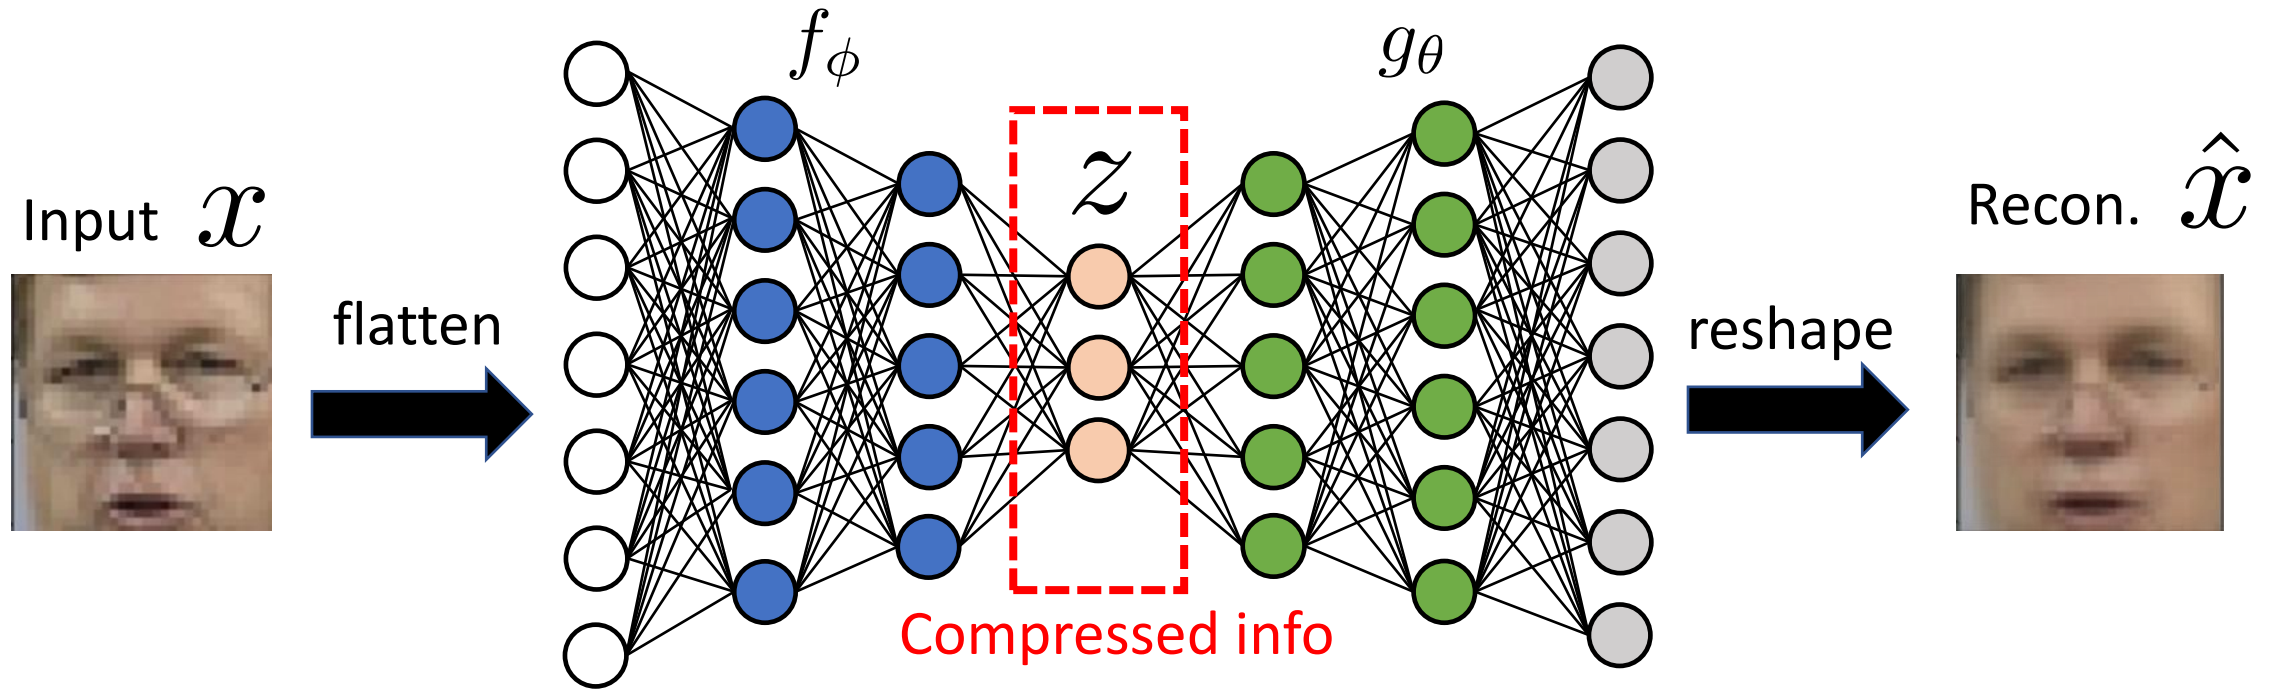 Input x
flatten
f_ϕ
z
Compressed info
g_θ
reshape
Recon. x̂